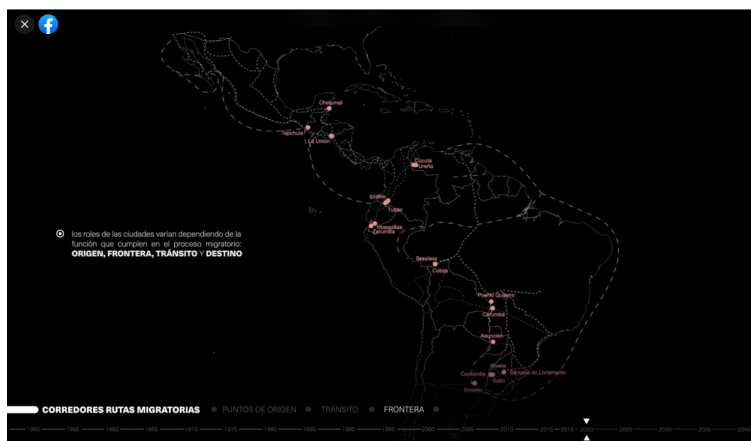 Chetumal
Tapachula
La Unión
Cúcuta
Ureña
Ipiales
Tulcán
Huaquillas
Zarumilla
los roles de las ciudades varían dependiendo de la
función que cumplen en el proceso migratorio:
ORIGEN, FRONTERA, TRÁNSITO Y DESTINO
Brasileia
Cobija
Puerto Quijarro
Corumbá
Asunción
Rivera
Concordia
Santana do Livramento
Salto
Rosario
CORREDORES RUTAS MIGRATORIAS PUNTOS DE ORIGEN TRÁNSITO FRONTERA
1950 1955 1960 1965 1970 1975 1980 1985 1990 1995 2000 2005 2010 2015 2019 2020 2025 2030 2035 2040